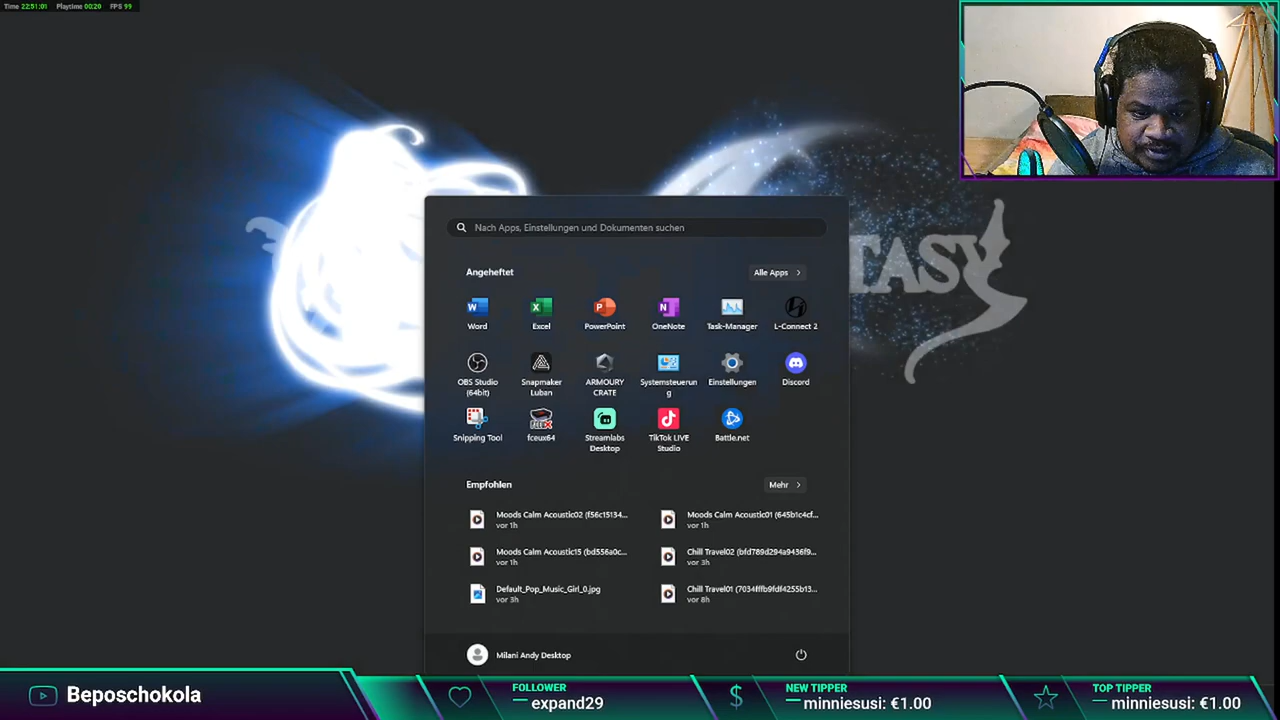 Time 22:51:01 Playtime 00:20 FPS 99
TASY
Nach Apps, Einstellungen und Dokumenten suchen
Angeheftet
Alle Apps
Word
Excel
PowerPoint
OneNote
Task-Manager
L-Connect 2
OBS Studio (64bit)
Snapmaker Luban
ARMOURY CRATE
Systemsteuerung
Einstellungen
Discord
Snipping Tool
fceux64
Streamlabs Desktop
TikTok LIVE Studio
Battle.net
Empfohlen
Mehr
Moods Calm Acoustic02 (f56c15134...
vor 1h
Moods Calm Acoustic01 (645b1c4cf...
vor 1h
Moods Calm Acoustic15 (bd556a0c...
vor 1h
Chill Travel02 (bfd789d294a9436f9...
vor 3h
Default_Pop_Music_Girl_0.jpg
vor 3h
Chill Travel01 (7034fffb9fdf4255b13...
vor 8h
Milani Andy Desktop
Beposchokola
FOLLOWER
expand29
NEW TIPPER
minniesusi: €1.00
TOP TIPPER
minniesusi: €1.00